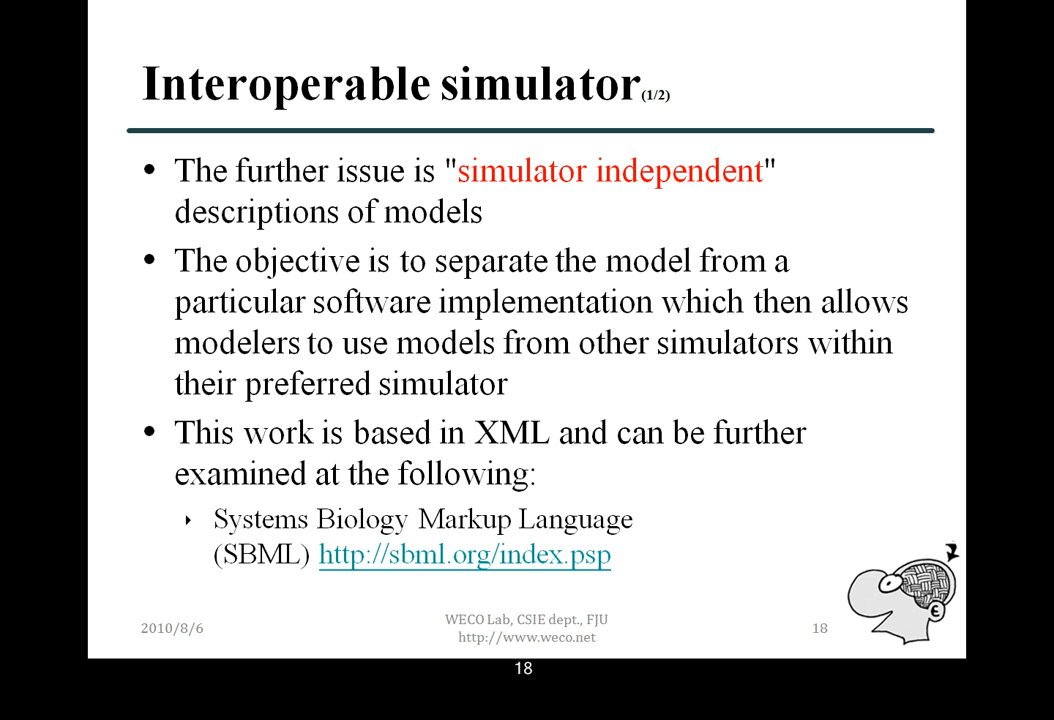 Interoperable simulator(1/2)
• The further issue is "simulator independent"
descriptions of models
• The objective is to separate the model from a
particular software implementation which then allows
modelers to use models from other simulators within
their preferred simulator
• This work is based in XML and can be further
examined at the following:
‣ Systems Biology Markup Language
(SBML) http://sbml.org/index.psp
2010/8/6
WECO Lab, CSIE dept., FJU
http://www.weco.net
18
18